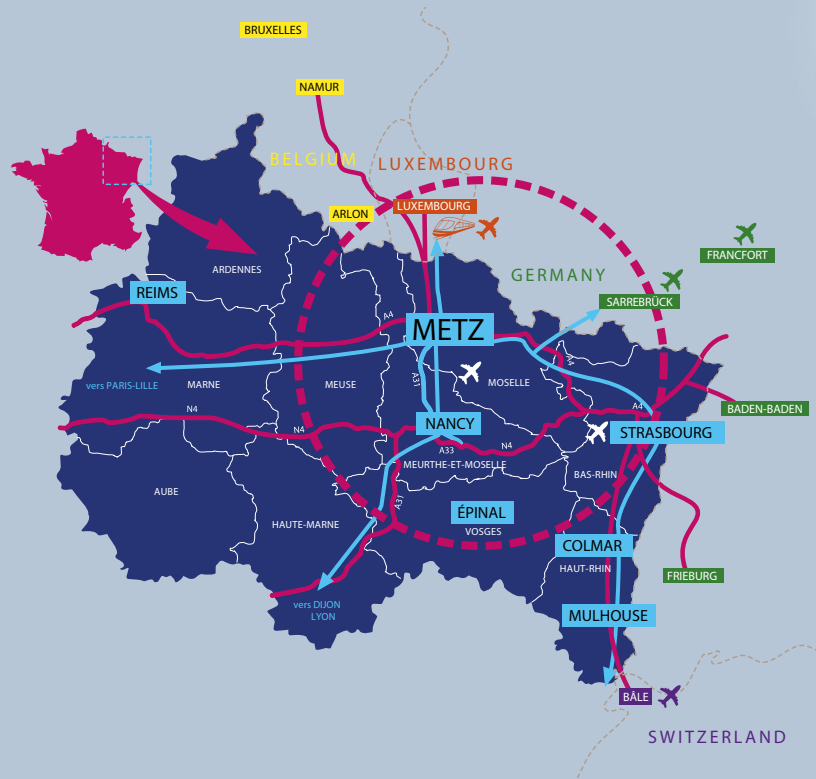 BRUXELLES
NAMUR
BELGIUM
LUXEMBOURG
ARLON
LUXEMBOURG
FRANCFORT
ARDENNES
GERMANY
REIMS
SARREBRÜCK
A4
METZ
A4
vers PARIS-LILLE
MARNE
MEUSE
A31
MOSELLE
N4
A4
BADEN-BADEN
N4
NANCY
STRASBOURG
A33
N4
MEURTHE-ET-MOSELLE
BAS-RHIN
AUBE
A31
ÉPINAL
HAUTE-MARNE
VOSGES
COLMAR
HAUT-RHIN
FRIEBURG
vers DIJON
LYON
MULHOUSE
BÂLE
SWITZERLAND